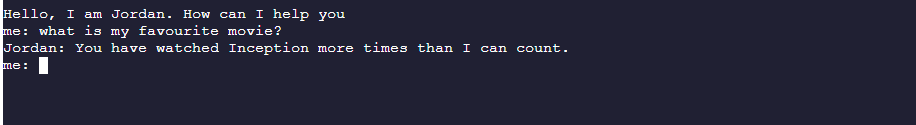 Hello, I am Jordan. How can I help you
me: what is my favourite movie?
Jordan: You have watched Inception more times than I can count.
me: